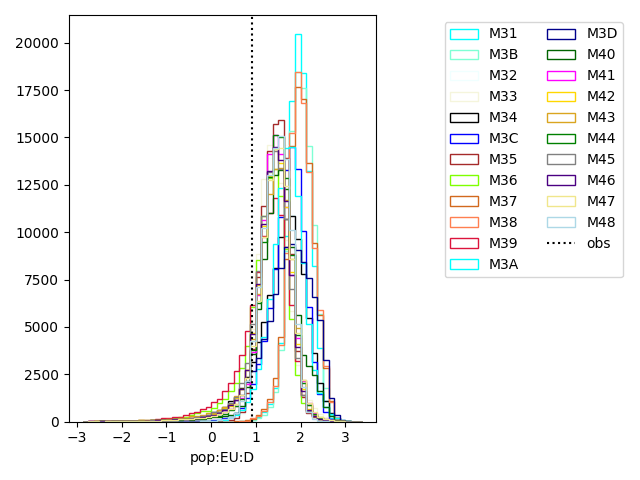 20000
17500
15000
12500
10000
7500
5000
2500
0
−3 −2 −1 0 1 2 3
pop:EU:D
M31
M3B
M32
M33
M34
M3C
M35
M36
M37
M38
M39
M3A
M3D
M40
M41
M42
M43
M44
M45
M46
M47
M48
obs